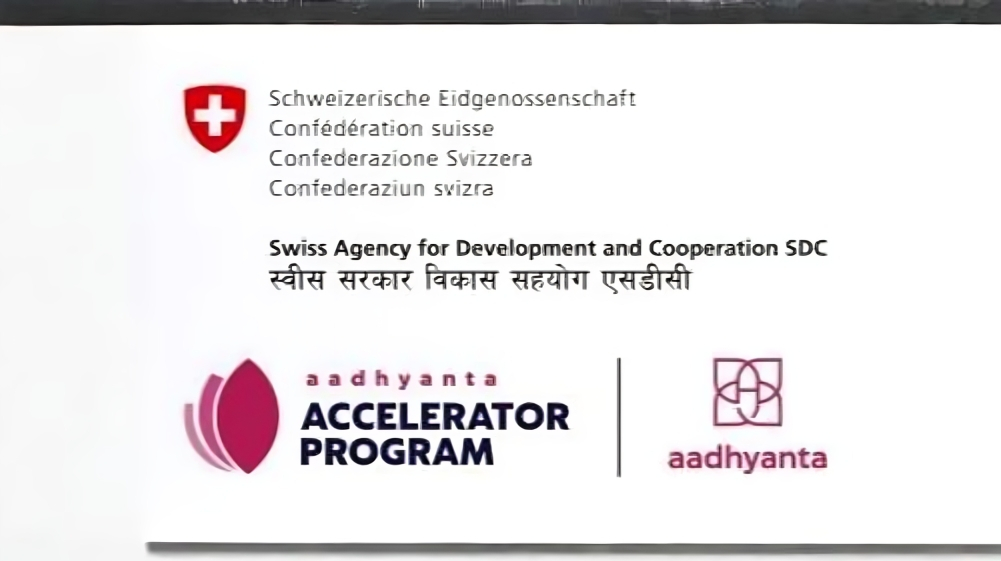 Schweizerische Eidgenossenschaft
Confédération suisse
Confederazione Svizzera
Confederaziun svizra
Swiss Agency for Development and Cooperation SDC
स्वीस सरकार विकास सहयोग एसडीसी
aadhyanta
ACCELERATOR
PROGRAM
aadhyanta